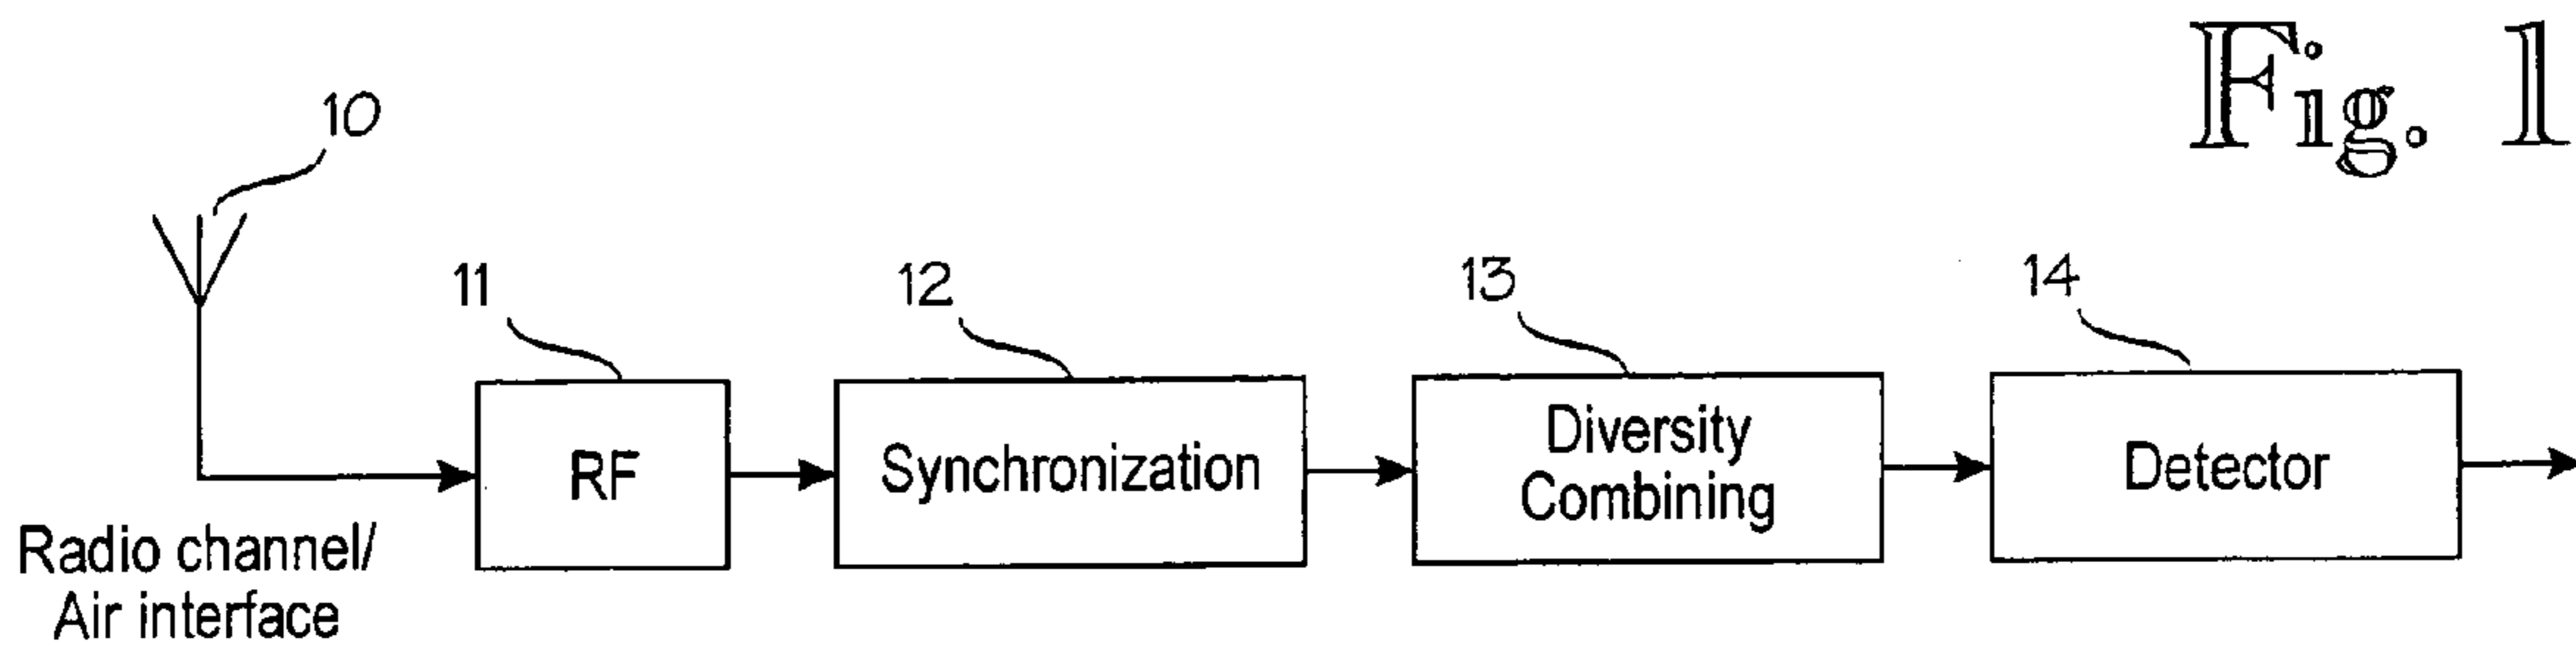 Fig. 1
10
11
12
13
14
RF
Synchronization
Diversity
Combining
Detector
Radio channel/
Air interface